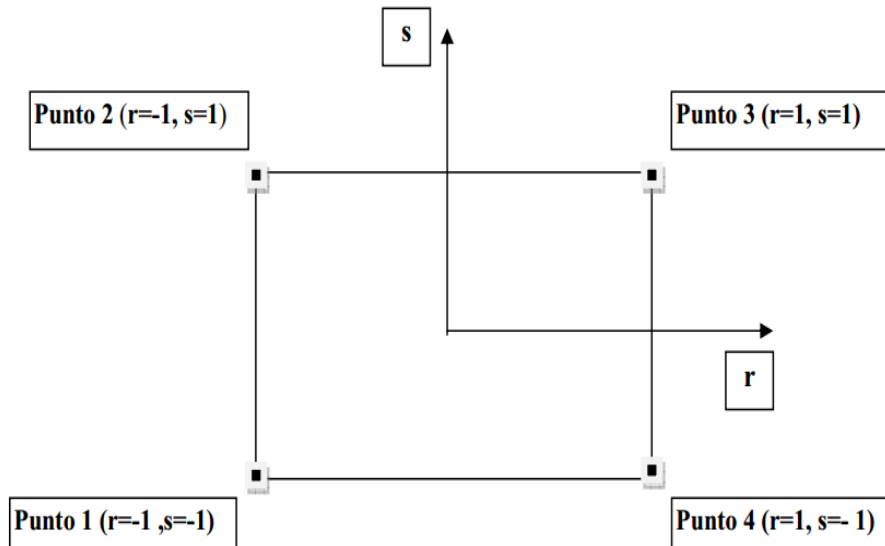 s
Punto 2 (r=-1, s=1)
Punto 3 (r=1, s=1)
r
Punto 1 (r=-1 ,s=-1)
Punto 4 (r=1, s=- 1)